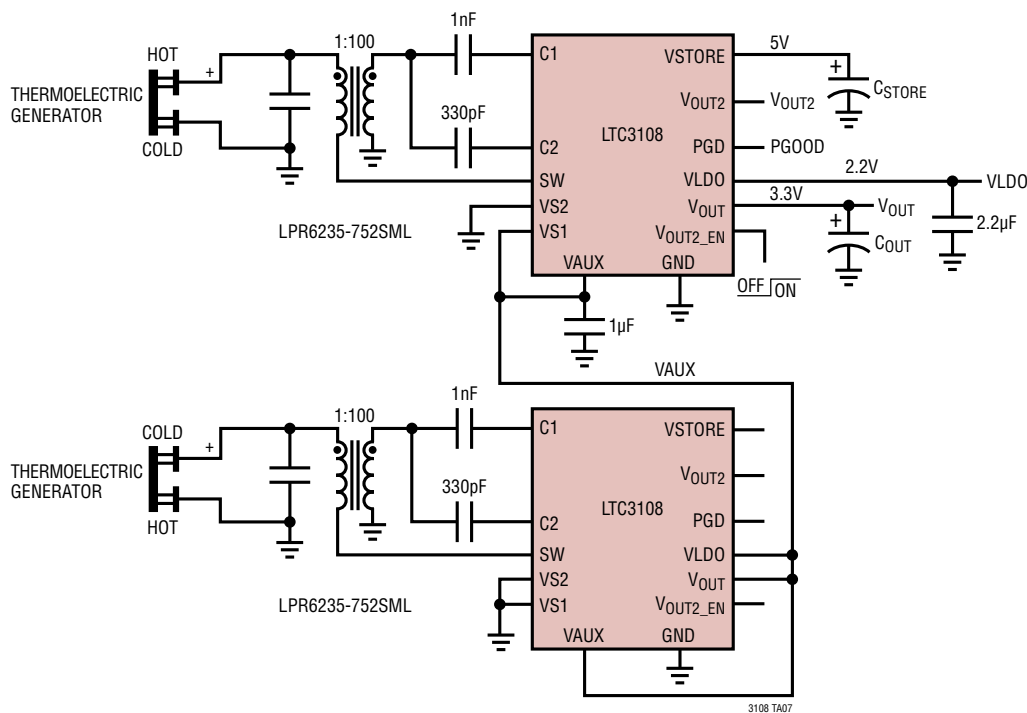 HOT
THERMOELECTRIC
GENERATOR
COLD
+
1:100
1nF
330pF
LPR6235-752SML
C1
C2
SW
VS2
VS1
VAUX
GND
LTC3108
VSTORE
VOUT2
PGD
VLDO
VOUT
VOUT2_EN
5V
+
CSTORE
VOUT2
PGOOD
2.2V
VLDO
3.3V
VOUT
+
COUT
2.2µF
OFF ON
1µF
VAUX
COLD
THERMOELECTRIC
GENERATOR
HOT
+
1:100
1nF
330pF
LPR6235-752SML
C1
C2
SW
VS2
VS1
VAUX
GND
LTC3108
VSTORE
VOUT2
PGD
VLDO
VOUT
VOUT2_EN
3108 TA07